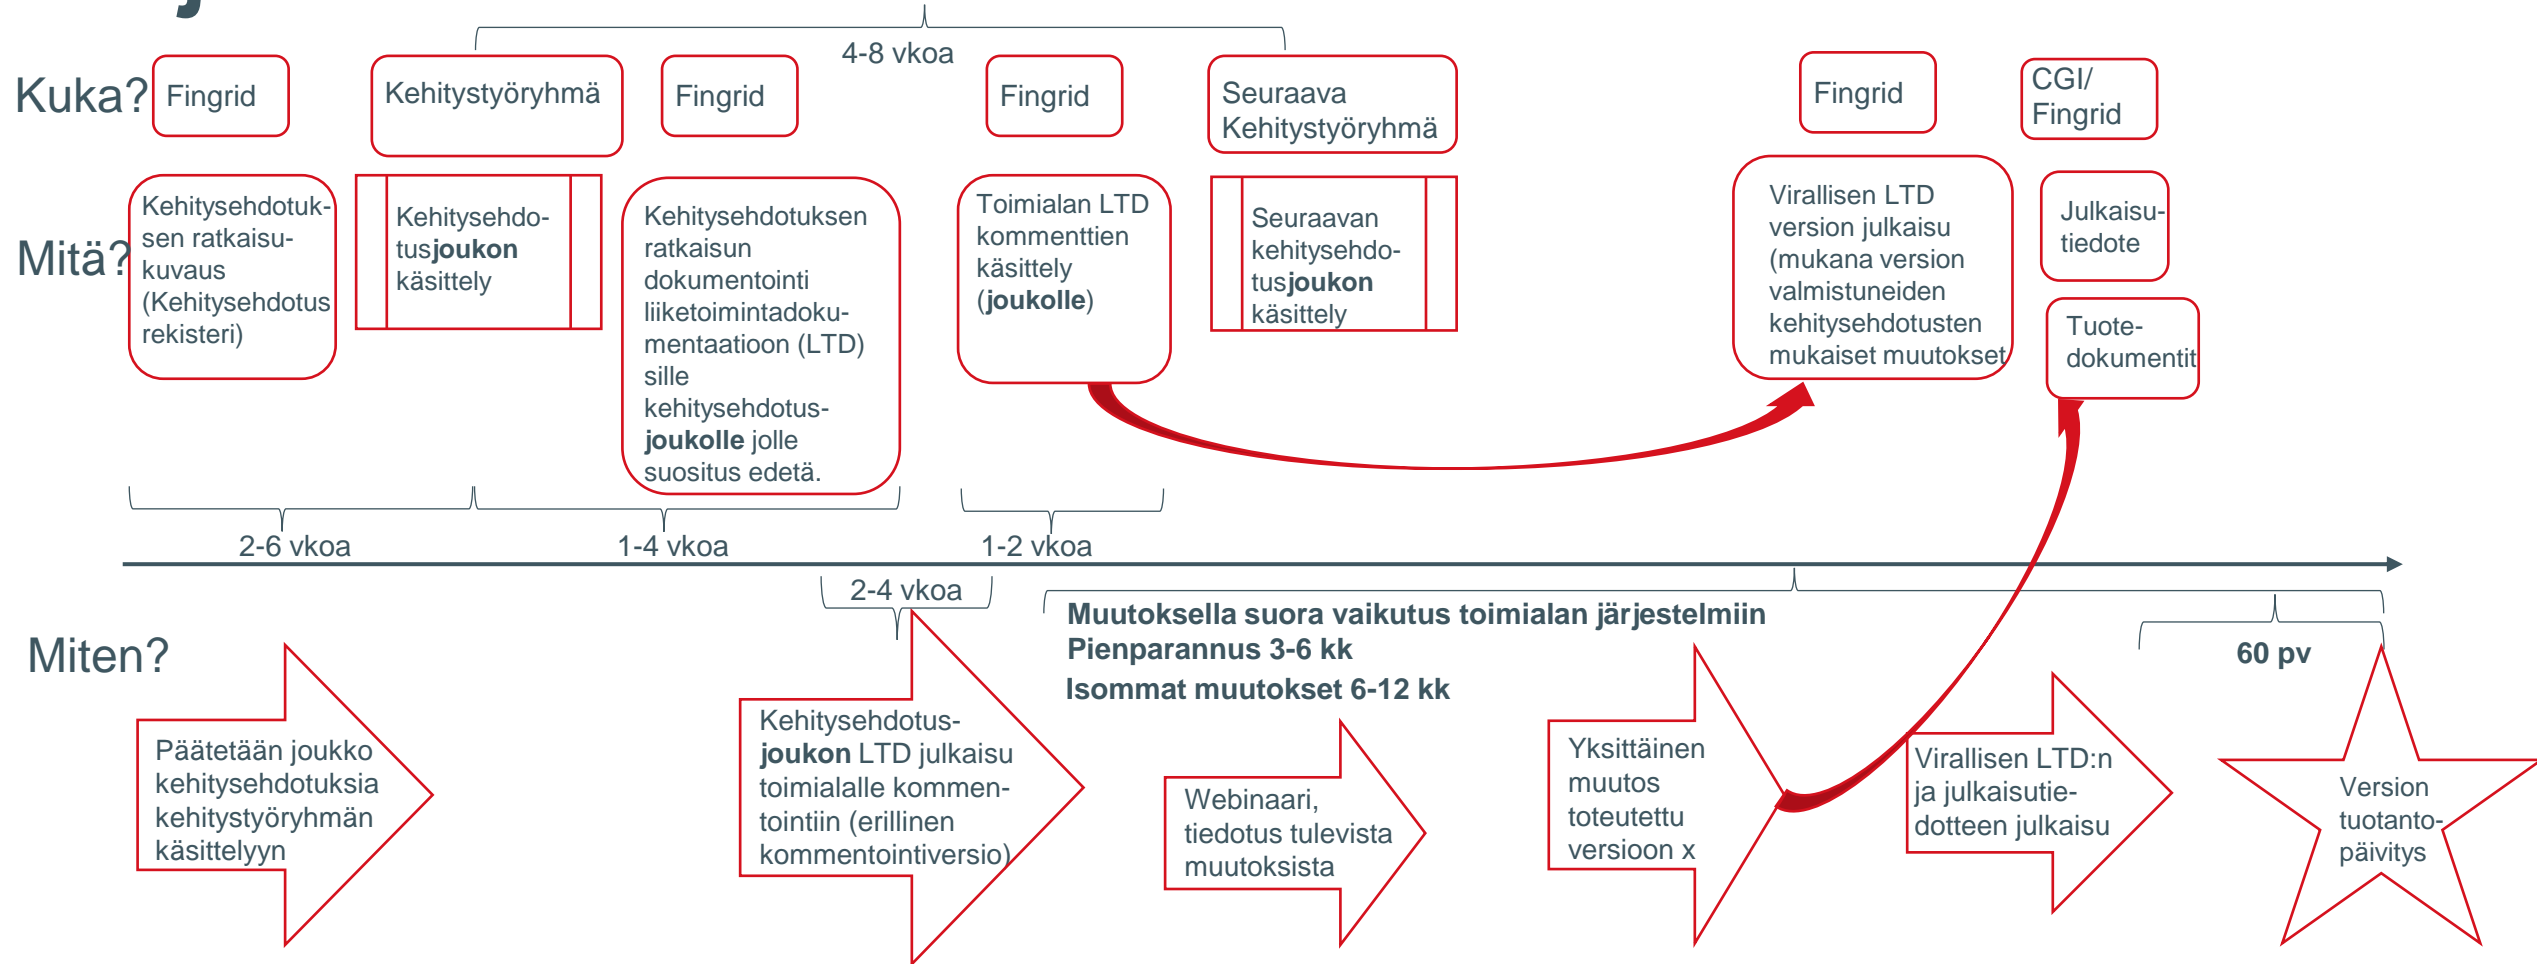 4-8 vkoa
Kuka?
Fingrid
Kehitystyöryhmä
Fingrid
Fingrid
Seuraava
Kehitystyöryhmä
Fingrid
CGI/
Fingrid
Mitä?
Kehitysehdotuk-
sen ratkaisu-
kuvaus
(Kehitysehdotus
rekisteri)
Kehitysehdo-
tusjoukon
käsittely
Kehitysehdotuksen
ratkaisun
dokumentointi
liiketoimintadoku-
mentaatioon (LTD)
sille
kehitysehdotus-
joukolle jolle
suositus edetä.
Toimialan LTD
kommenttien
käsittely
(joukolle)
Seuraavan
kehitysehdo-
tusjoukon
käsittely
Virallisen LTD
version julkaisu
(mukana version
valmistuneiden
kehitysehdotusten
mukaiset muutokset
Julkaisu-
tiedote
Tuote-
dokumentit
2-6 vkoa
1-4 vkoa
1-2 vkoa
2-4 vkoa
Muutoksella suora vaikutus toimialan järjestelmiin
Pienparannus 3-6 kk
Isommat muutokset 6-12 kk
60 pv
Miten?
Päätetään joukko
kehitysehdotuksia
kehitystyöryhmän
käsittelyyn
Kehitysehdotus-
joukon LTD julkaisu
toimialalle kommen-
tointiin (erillinen
kommentointiversio)
Webinaari,
tiedotus tulevista
muutoksista
Yksittäinen
muutos
toteutettu
versioon x
Virallisen LTD:n
ja julkaisutie-
dotteen julkaisu
Version
tuotanto-
päivitys